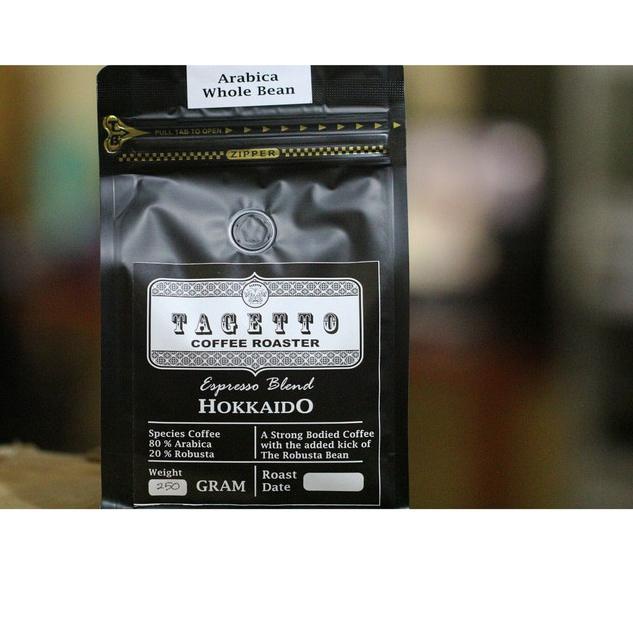 Arabica
Whole Bean
PULL TAB TO OPEN
ZIPPER
TAGETTO
COFFEE ROASTER
Espresso Blend
HOKKAIDO
Species Coffee
80 % Arabica
20 % Robusta
A Strong Bodied Coffee
with the added kick of
The Robusta Bean
Weight
250 GRAM
Roast
Date